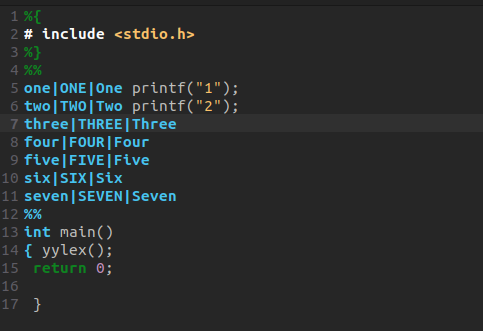 1 %{
2 # include <stdio.h>
3 %}
4 %%
5 one|ONE|One printf("1");
6 two|TWO|Two printf("2");
7 three|THREE|Three
8 four|FOUR|Four
9 five|FIVE|Five
10 six|SIX|Six
11 seven|SEVEN|Seven
12 %%
13 int main()
14 { yylex();
15  return 0;
16
17  }